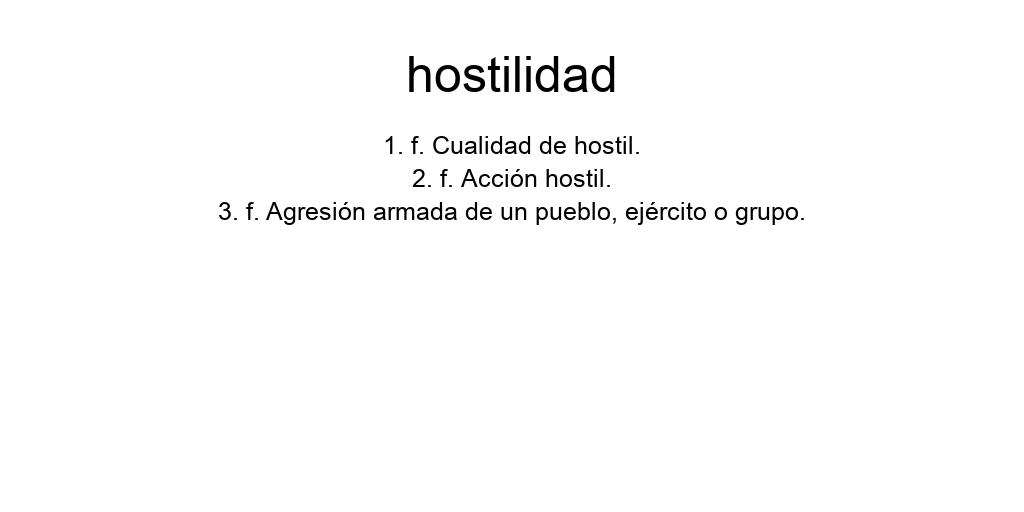 hostilidad
1. f. Cualidad de hostil.
2. f. Acción hostil.
3. f. Agresión armada de un pueblo, ejército o grupo.